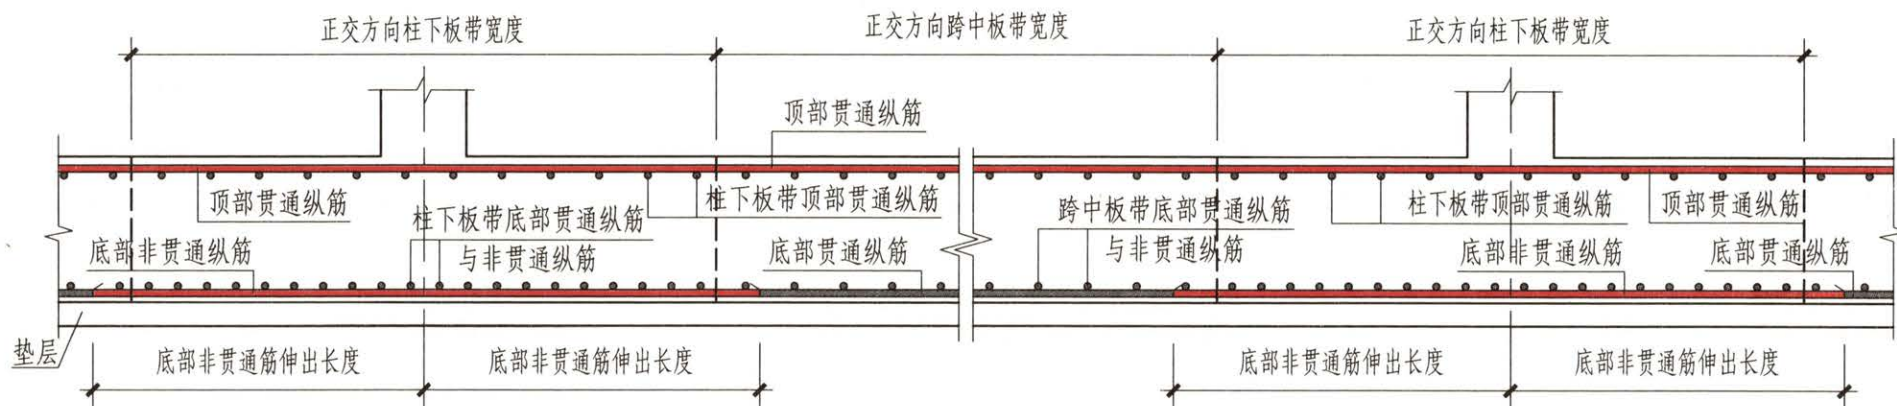 正交方向柱下板带宽度
正交方向跨中板带宽度
正交方向柱下板带宽度
顶部贯通纵筋
顶部贯通纵筋
柱下板带顶部贯通纵筋
柱下板带底部贯通纵筋
与非贯通纵筋
跨中板带底部贯通纵筋
与非贯通纵筋
柱下板带顶部贯通纵筋
顶部贯通纵筋
底部非贯通纵筋
底部贯通纵筋
底部非贯通纵筋
底部贯通纵筋
垫层
底部非贯通筋伸出长度
底部非贯通筋伸出长度
底部非贯通筋伸出长度
底部非贯通筋伸出长度